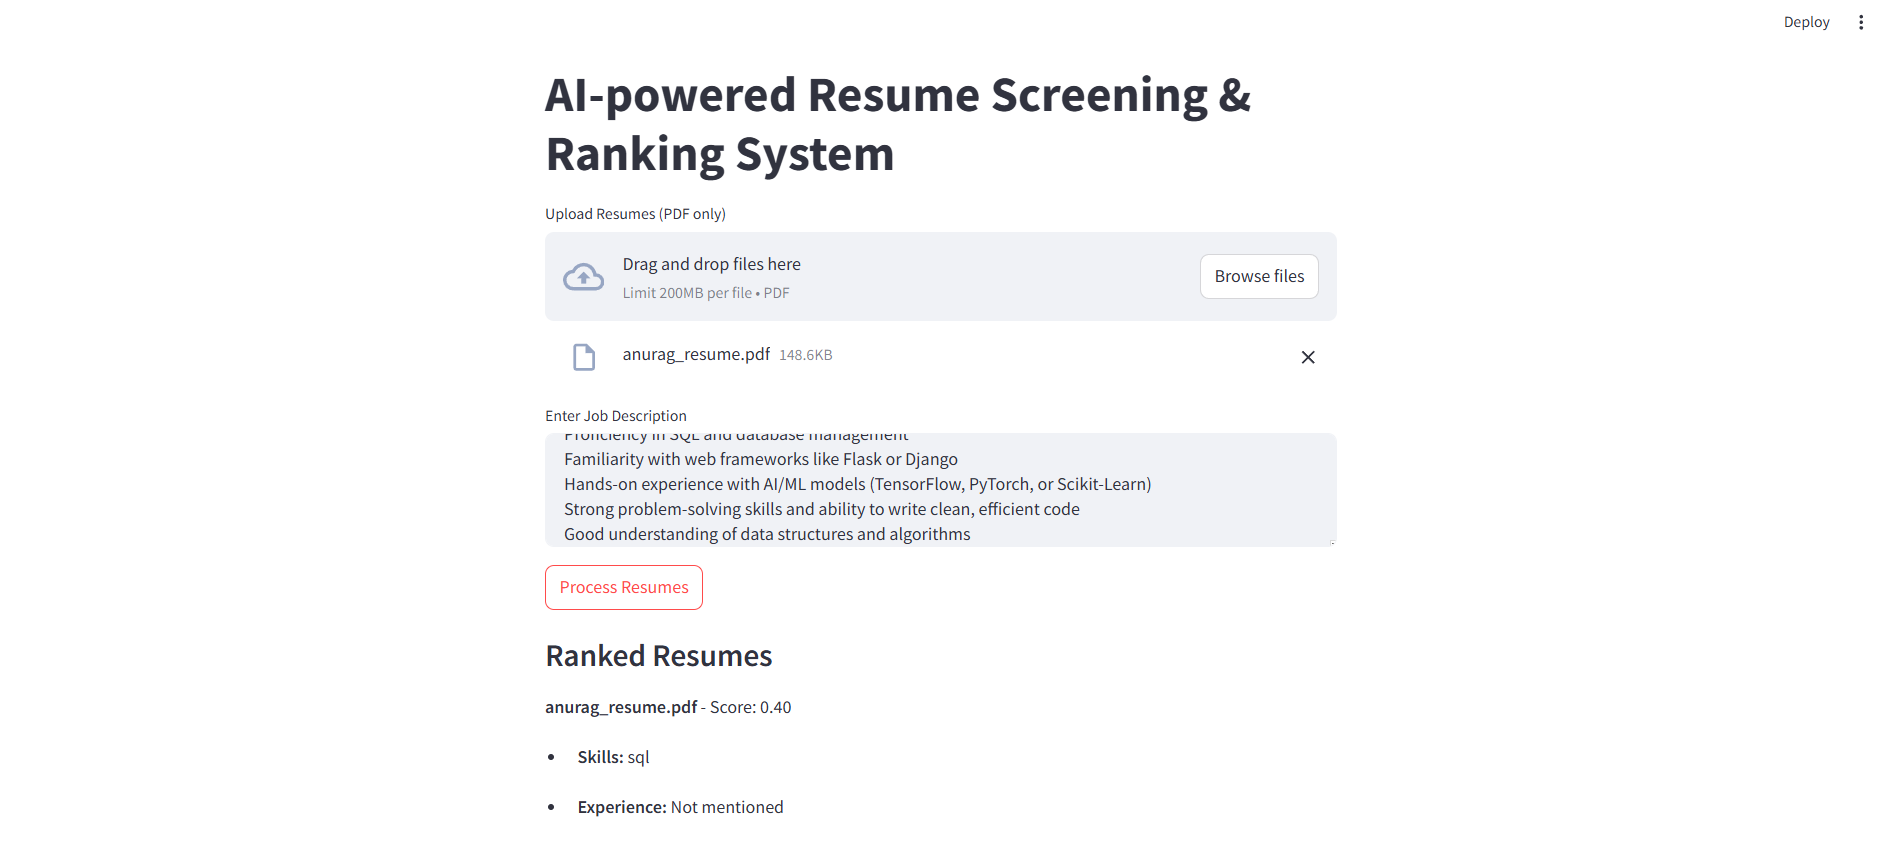 Deploy
AI-powered Resume Screening &
Ranking System
Upload Resumes (PDF only)
Drag and drop files here
Limit 200MB per file • PDF
Browse files
anurag_resume.pdf 148.6KB
Enter Job Description
Proficiency in SQL and database management
Familiarity with web frameworks like Flask or Django
Hands-on experience with AI/ML models (TensorFlow, PyTorch, or Scikit-Learn)
Strong problem-solving skills and ability to write clean, efficient code
Good understanding of data structures and algorithms
Process Resumes
Ranked Resumes
anurag_resume.pdf - Score: 0.40
• Skills: sql
• Experience: Not mentioned